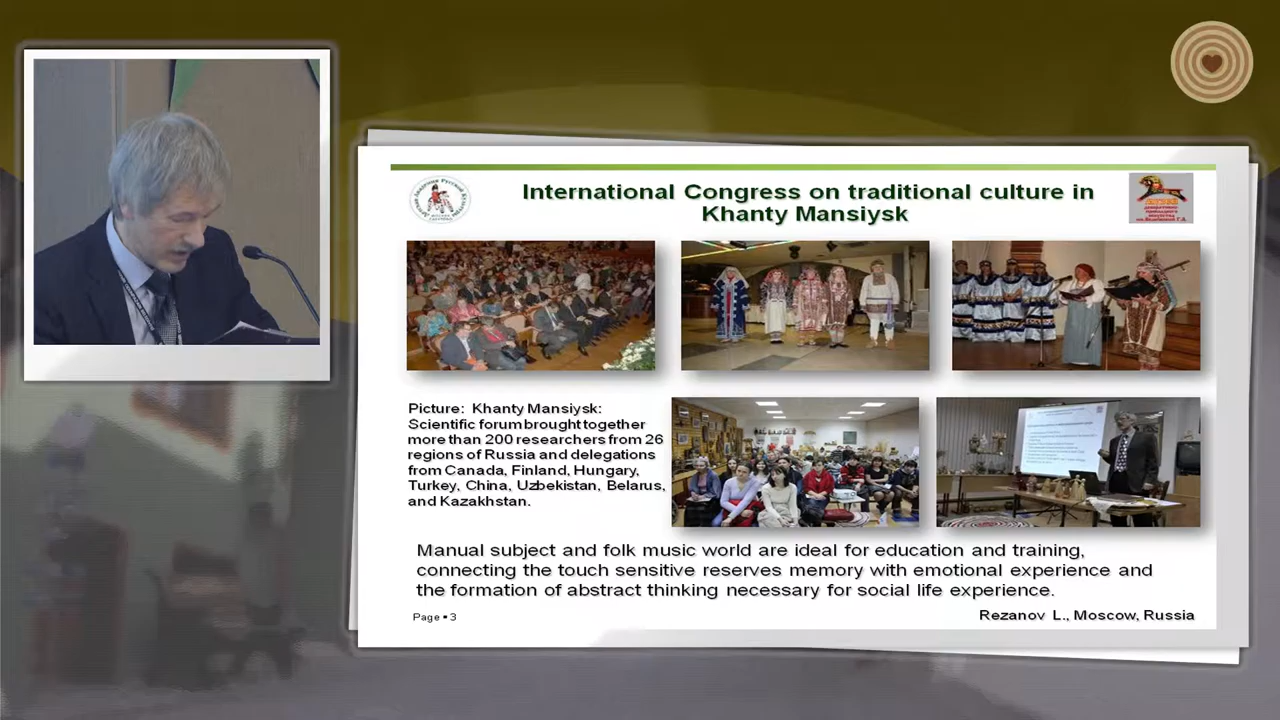 International Congress on traditional culture in
Khanty Mansiysk
Picture: Khanty Mansiysk:
Scientific forum brought together
more than 200 researchers from 26
regions of Russia and delegations
from Canada, Finland, Hungary,
Turkey, China, Uzbekistan, Belarus,
and Kazakhstan.
Manual subject and folk music world are ideal for education and training,
connecting the touch sensitive reserves memory with emotional experience and
the formation of abstract thinking necessary for social life experience.
Page ▪ 3
Rezanov L., Moscow, Russia